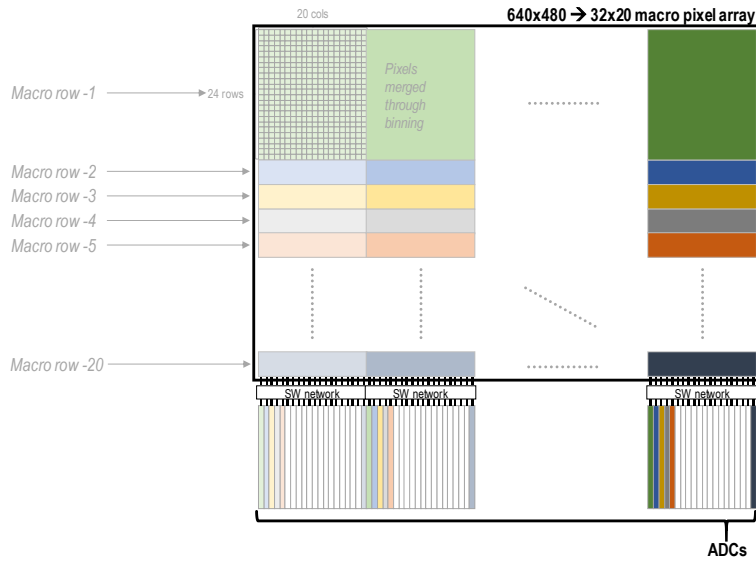 20 cols
640x480 → 32x20 macro pixel array
Macro row -1
24 rows
Pixels
merged
through
binning
Macro row -2
Macro row -3
Macro row -4
Macro row -5
Macro row -20
SW network
SW network
SW network
ADCs